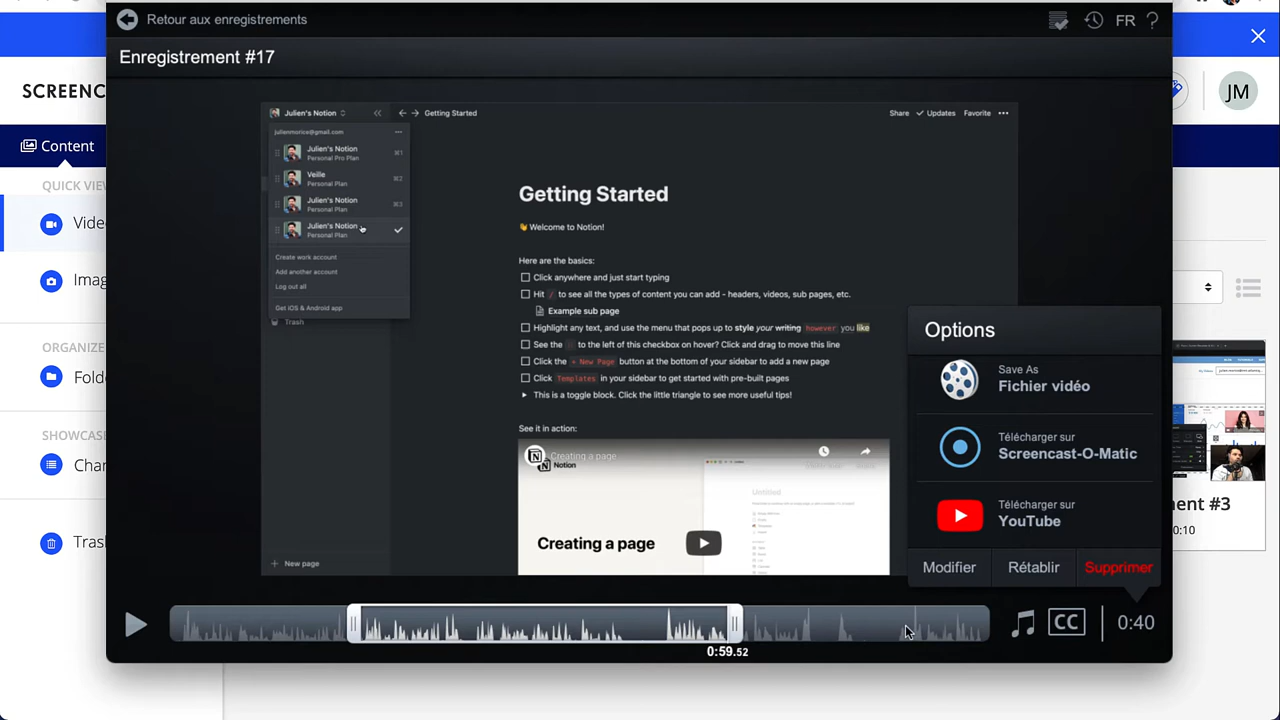 Retour aux enregistrements
FR ?
Enregistrement #17
SCREENC
JM
Content
QUICK VIEW
Vide
Imag
ORGANIZE
Folde
SHOWCAS
Chan
Trash
Julien's Notion
Getting Started
Share
Updates
Favorite
julienmorice@gmail.com
Julien's Notion
Personal Pro Plan
⌘1
Veille
Personal Plan
⌘2
Julien's Notion
Personal Plan
⌘3
Julien's Notion
Personal Plan
Create work account
Add another account
Log out all
Get iOS & Android app
Trash
New page
Getting Started
👋 Welcome to Notion!
Here are the basics:
Click anywhere and just start typing
Hit / to see all the types of content you can add - headers, videos, sub pages, etc.
Example sub page
Highlight any text, and use the menu that pops up to style your writing however you like
See the to the left of this checkbox on hover? Click and drag to move this line
Click the + New Page button at the bottom of your sidebar to add a new page
Click Templates in your sidebar to get started with pre-built pages
This is a toggle block. Click the little triangle to see more useful tips!
See it in action:
Creating a page
Notion
Untitled
Creating a page
Options
Save As
Fichier vidéo
Télécharger sur
Screencast-O-Matic
Télécharger sur
YouTube
Modifier
Rétablir
Supprimer
ent #3
0:10
CC
0:40
0:59.52